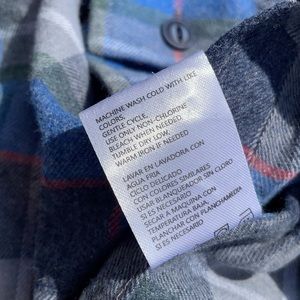 MACHINE WASH COLD WITH LIKE
COLORS,
GENTLE CYCLE.
USE ONLY NON-CHLORINE
BLEACH WHEN NEEDED.
TUMBLE DRY LOW.
WARM IRON IF NEEDED
LAVAR EN LAVADORA CON
AGUA FRIA
CICLO DELICADO
CON COLORES SIMILARES
USAR BLANQUEADOR SIN CLORO
SI ES NECESARIO
SECAR A MAQUINA CON
TEMPERATURA BAJA,
PLANCHAR CON PLANCHA MEDIA
SI ES NECESARIO